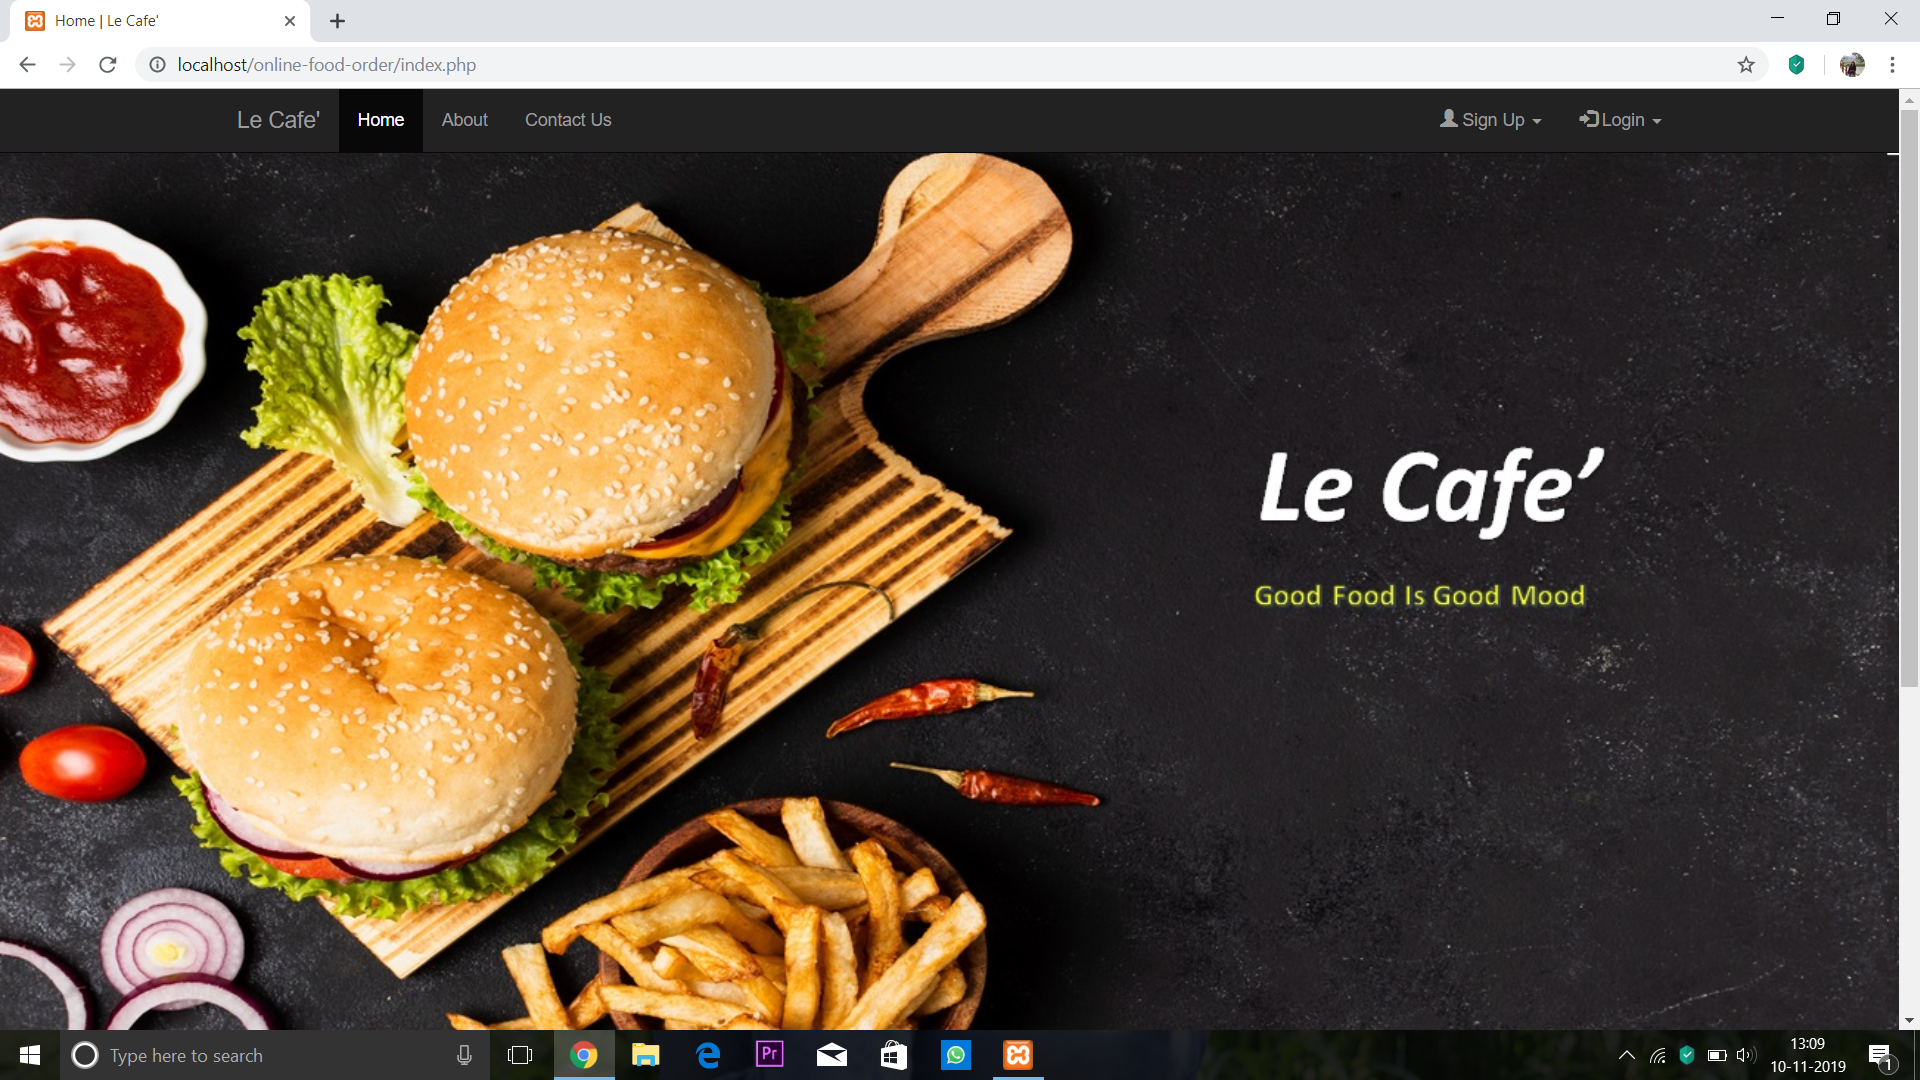 Home | Le Cafe'
localhost/online-food-order/index.php
Le Cafe' Home About Contact Us Sign Up Login
Le Cafe’
Good Food Is Good Mood
Type here to search
Pr
13:09
10-11-2019
1